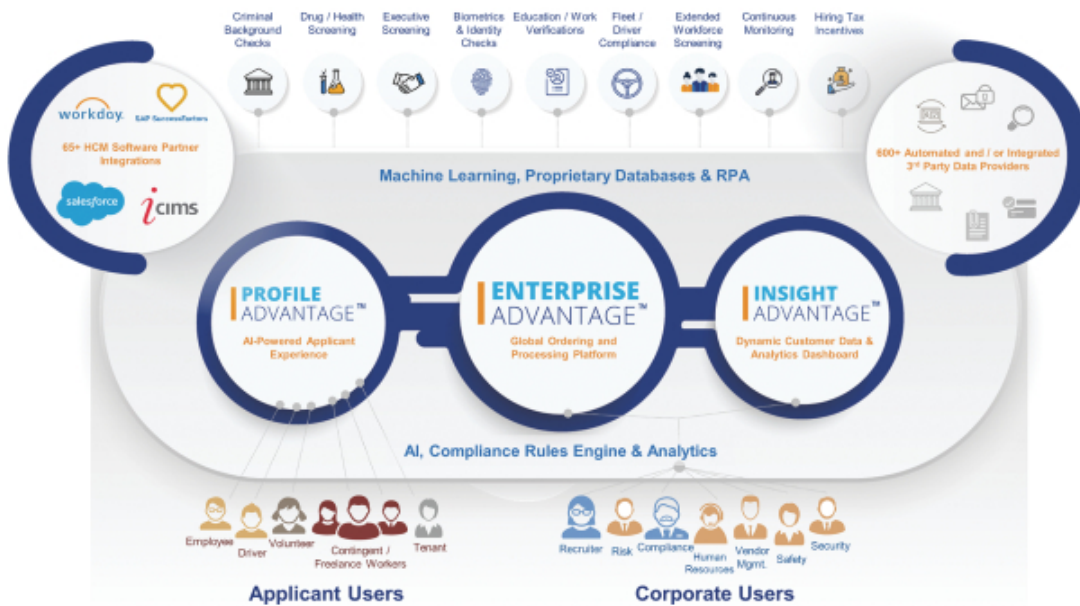 Criminal
Background
Checks
Drug / Health
Screening
Executive
Screening
Biometrics
& Identity
Checks
Education / Work
Verifications
Fleet /
Driver
Compliance
Extended
Workforce
Screening
Continuous
Monitoring
Hiring Tax
Incentives
workday.
SAP SuccessFactors
65+ HCM Software Partner
Integrations
salesforce
icims
600+ Automated and / or Integrated
3rd Party Data Providers
Machine Learning, Proprietary Databases & RPA
PROFILE
ADVANTAGE™
AI-Powered Applicant
Experience
ENTERPRISE
ADVANTAGE™
Global Ordering and
Processing Platform
INSIGHT
ADVANTAGE™
Dynamic Customer Data &
Analytics Dashboard
AI, Compliance Rules Engine & Analytics
Employee
Driver
Volunteer
Contingent /
Freelance Workers
Tenant
Recruiter
Risk
Compliance
Human
Resources
Vendor
Mgmt.
Safety
Security
Applicant Users
Corporate Users